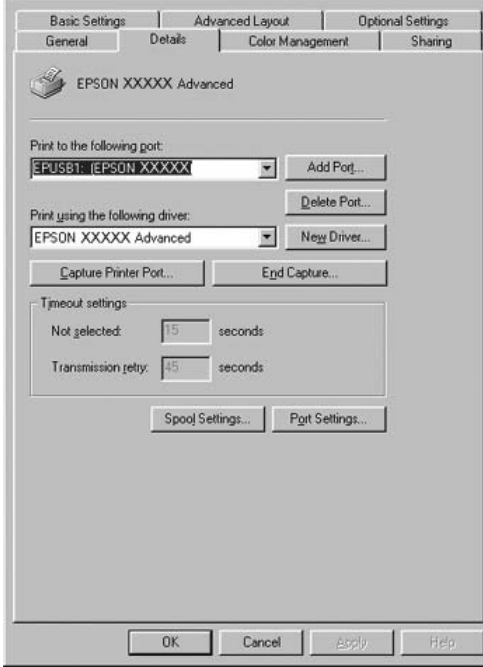 Basic Settings Advanced Layout Optional Settings
General Details Color Management Sharing
EPSON XXXXX Advanced
Print to the following port:
EPUSB1: (EPSON XXXXX( Add Port...
Delete Port...
Print using the following driver:
EPSON XXXXX Advanced New Driver...
Capture Printer Port... End Capture...
Timeout settings
Not selected: 15 seconds
Transmission retry: 45 seconds
Spool Settings... Port Settings...
OK Cancel Apply Help